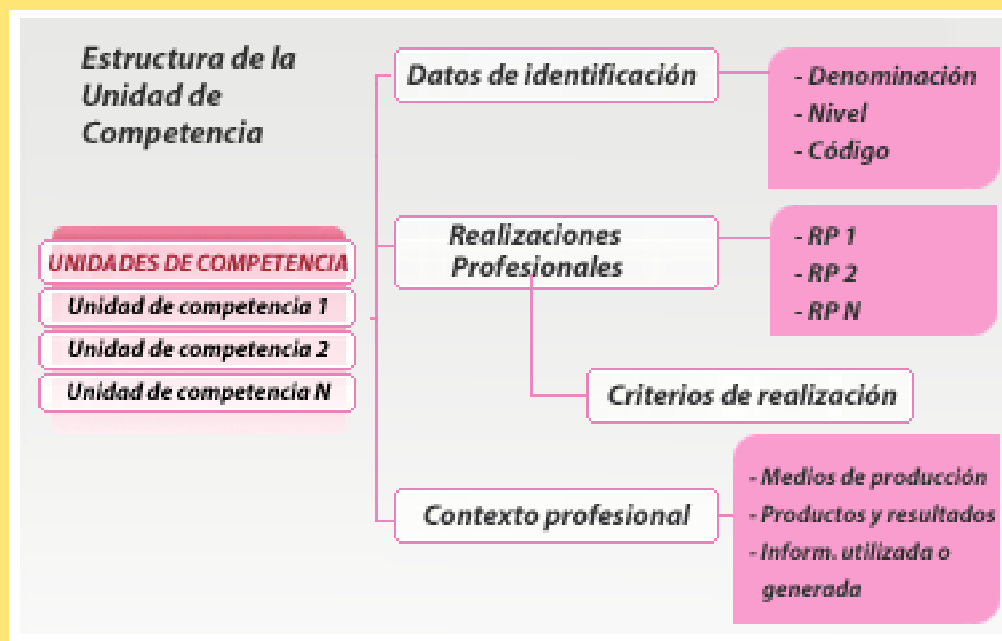 Estructura de la
Unidad de
Competencia
UNIDADES DE COMPETENCIA
Unidad de competencia 1
Unidad de competencia 2
Unidad de competencia N
Datos de identificación
- Denominación
- Nivel
- Código
Realizaciones
Profesionales
- RP 1
- RP 2
- RP N
Criterios de realización
Contexto profesional
- Medios de producción
- Productos y resultados
- Inform. utilizada o
generada